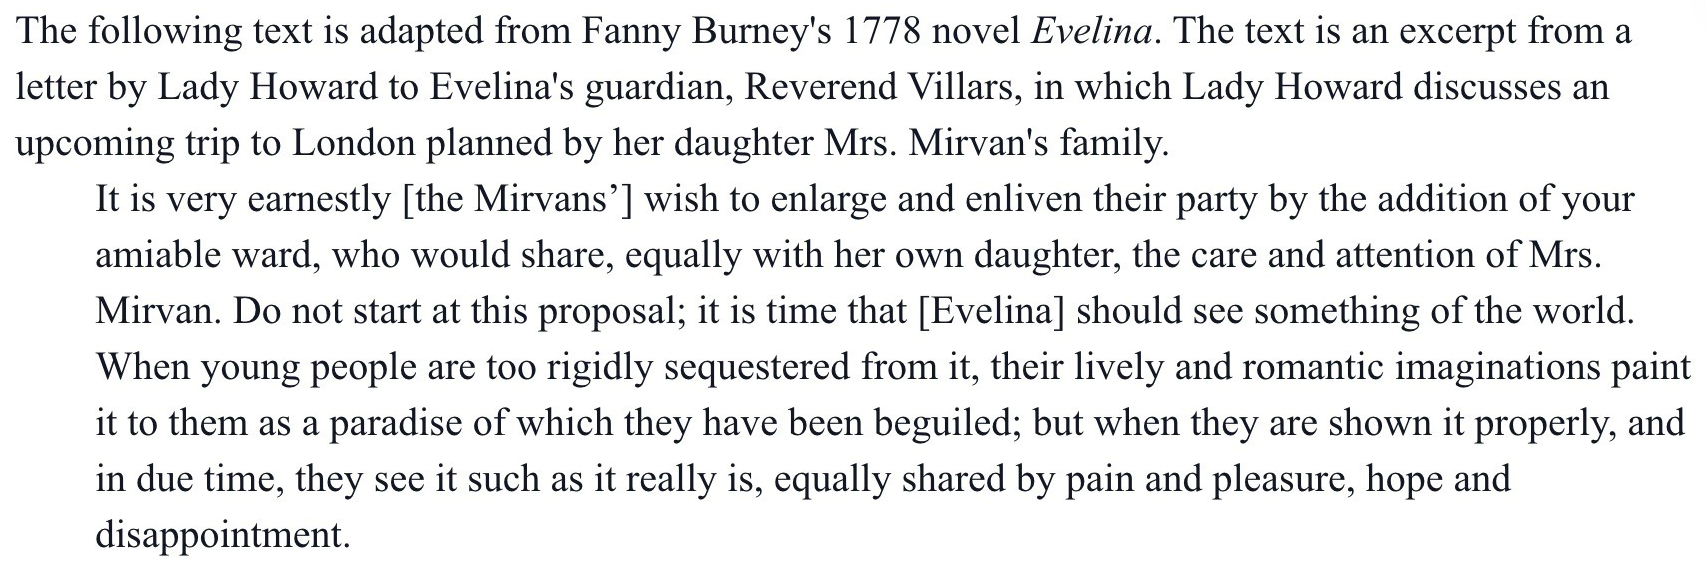 The following text is adapted from Fanny Burney's 1778 novel Evelina. The text is an excerpt from a
letter by Lady Howard to Evelina's guardian, Reverend Villars, in which Lady Howard discusses an
upcoming trip to London planned by her daughter Mrs. Mirvan's family.
It is very earnestly [the Mirvans’] wish to enlarge and enliven their party by the addition of your
amiable ward, who would share, equally with her own daughter, the care and attention of Mrs.
Mirvan. Do not start at this proposal; it is time that [Evelina] should see something of the world.
When young people are too rigidly sequestered from it, their lively and romantic imaginations paint
it to them as a paradise of which they have been beguiled; but when they are shown it properly, and
in due time, they see it such as it really is, equally shared by pain and pleasure, hope and
disappointment.